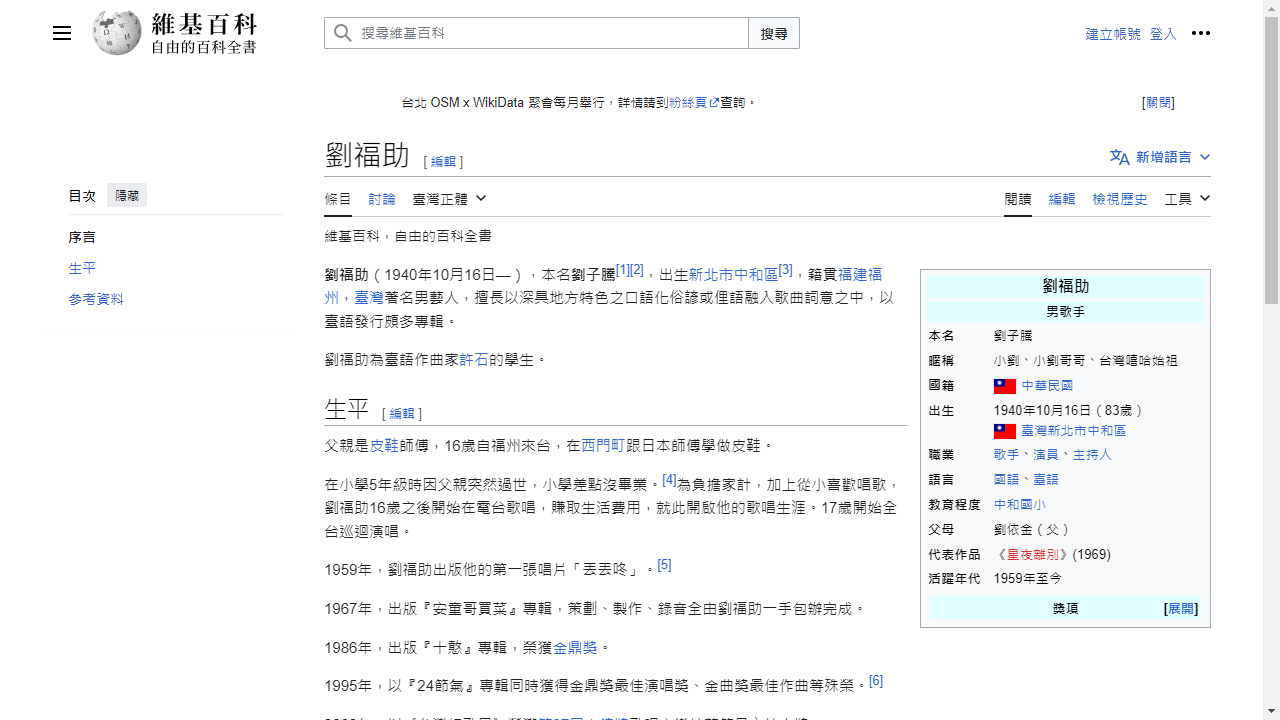 維基百科
自由的百科全書
搜尋維基百科
搜尋
建立帳號 登入
台北 OSM x WikiData 聚會每月舉行，詳情請到粉絲頁查詢。
[關閉]
劉福助 [ 編輯 ]
新增語言
目次 隱藏
序言
生平
參考資料
條目 討論 臺灣正體
閱讀 編輯 檢視歷史 工具
維基百科，自由的百科全書
劉福助（1940年10月16日—），本名劉子騰[1][2]，出生新北市中和區[3]，籍貫福建福
州，臺灣著名男藝人，擅長以深具地方特色之口語化俗諺或俚語融入歌曲詞意之中，以
臺語發行頗多專輯。
劉福助為臺語作曲家許石的學生。
生平 [ 編輯 ]
父親是皮鞋師傅，16歲自福州來台，在西門町跟日本師傅學做皮鞋。
在小學5年級時因父親突然過世，小學差點沒畢業。[4]為負擔家計，加上從小喜歡唱歌，
劉福助16歲之後開始在電台歌唱，賺取生活費用，就此開啟他的歌唱生涯。17歲開始全
台巡迴演唱。
1959年，劉福助出版他的第一張唱片「丟丟咚」。[5]
1967年，出版『安童哥買菜』專輯，策劃、製作、錄音全由劉福助一手包辦完成。
1986年，出版『十憨』專輯，榮獲金鼎獎。
1995年，以『24節氣』專輯同時獲得金鼎獎最佳演唱獎、金曲獎最佳作曲等殊榮。[6]
劉福助
男歌手
本名 劉子騰
暱稱 小劉、小劉哥哥、台灣嘻哈始祖
國籍 中華民國
出生 1940年10月16日（83歲）
臺灣新北市中和區
職業 歌手、演員、主持人
語言 國語、臺語
教育程度 中和國小
父母 劉依金（父）
代表作品 《星夜離別》(1969)
活躍年代 1959年至今
獎項 [展開]